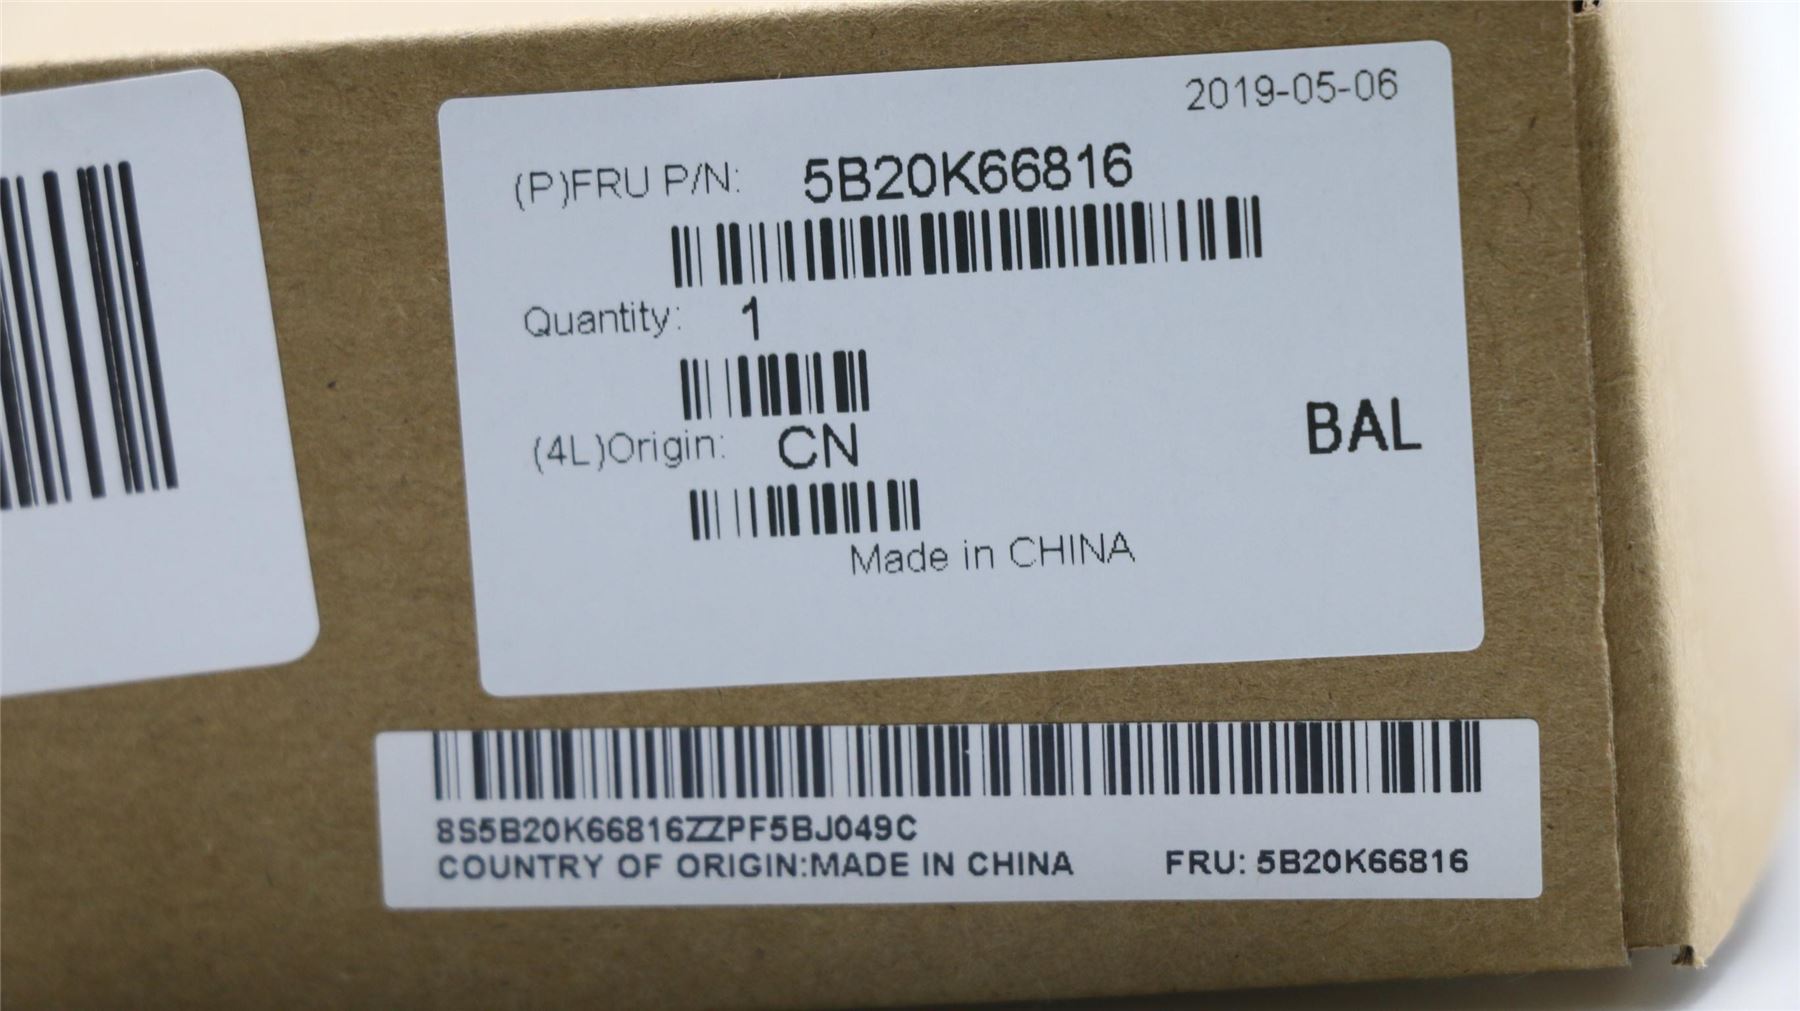 2019-05-06
(P)FRU P/N: 5B20K66816
Quantity: 1
(4L)Origin: CN
BAL
Made in CHINA
8S5B20K66816ZZPF5BJ049C
COUNTRY OF ORIGIN:MADE IN CHINA FRU: 5B20K66816